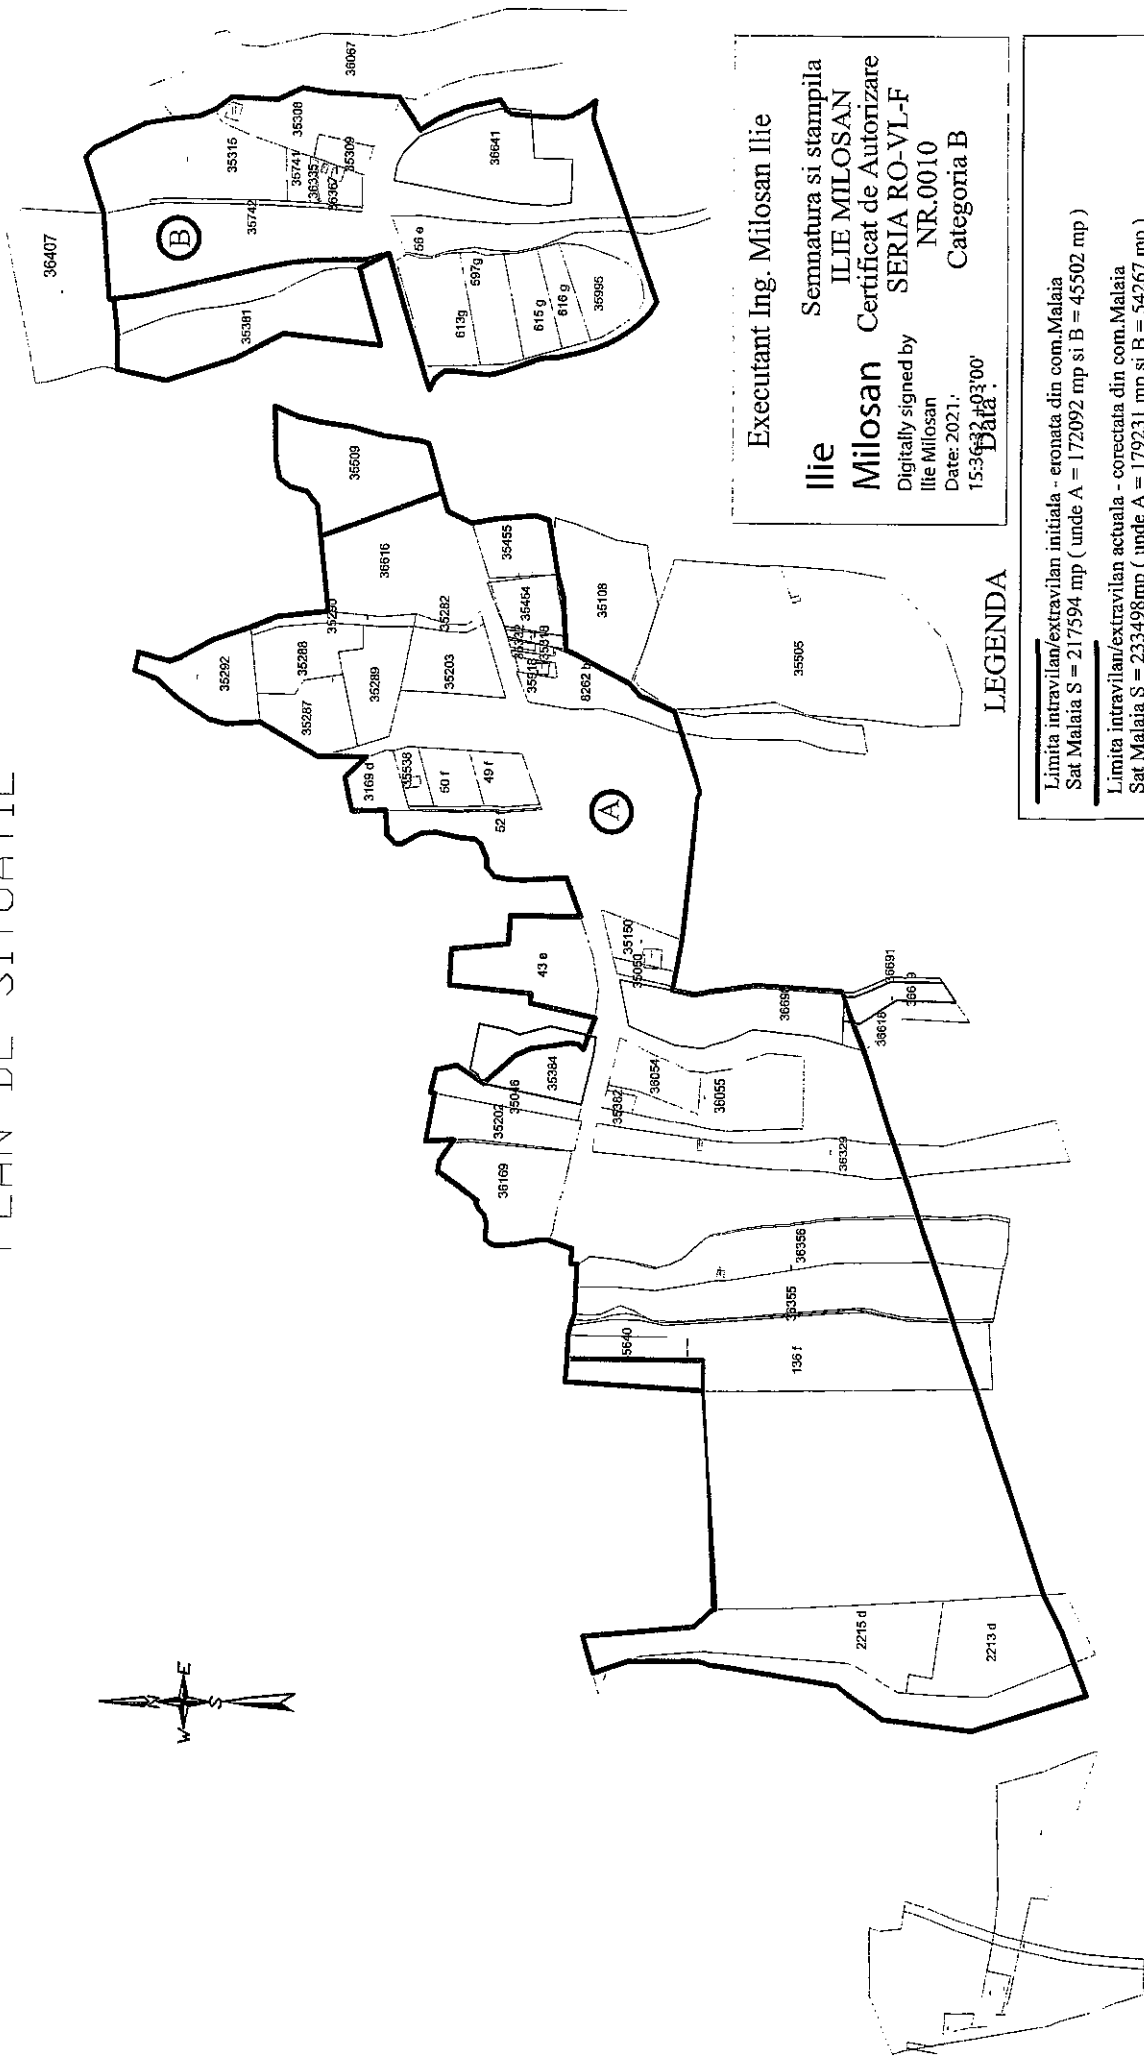 PLAN DE SITUATIE
N
W E
S
36407
36067
35315
35308
35741
36335
36367
35309
35742
B
35381
56 e
597g
613g
615 g
616 g
36641
35509
36616
35455
35464
35282
35290
35292
35288
35287
35289
35203
8262 b
35108
35505
3169 d
35538
50 f
49 f
52 f
A
43 e
35150
35050
36691
36618
35384
35046
35202
36169
36054
35382
36055
36329
36356
36355
136 f
2215 d
2213 d
Executant Ing. Milosan Ilie
Semnatura si stampila
ILIE MILOSAN
Certificat de Autorizare
SERIA RO-VL-F
NR.0010
Categoria B
Ilie
Milosan
Digitally signed by
Ilie Milosan
Date: 2021.
15:36:32 +03'00'
Data :
LEGENDA
Limita intravilan/extravilan initiala - eronata din com.Malaia
Sat Malaia S = 217594 mp ( unde A = 172092 mp si B = 45502 mp )
Limita intravilan/extravilan actuala - corectata din com.Malaia
Sat Malaia S = 233498mp ( unde A = 179231 mp si B = 54267 mp )